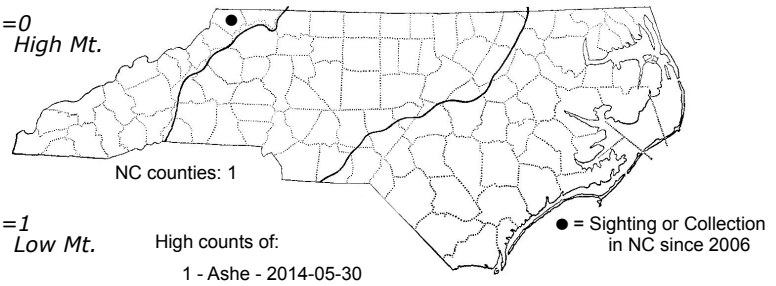 =0
High Mt.
NC counties: 1
=1
Low Mt.
High counts of:
1 - Ashe - 2014-05-30
● = Sighting or Collection
in NC since 2006